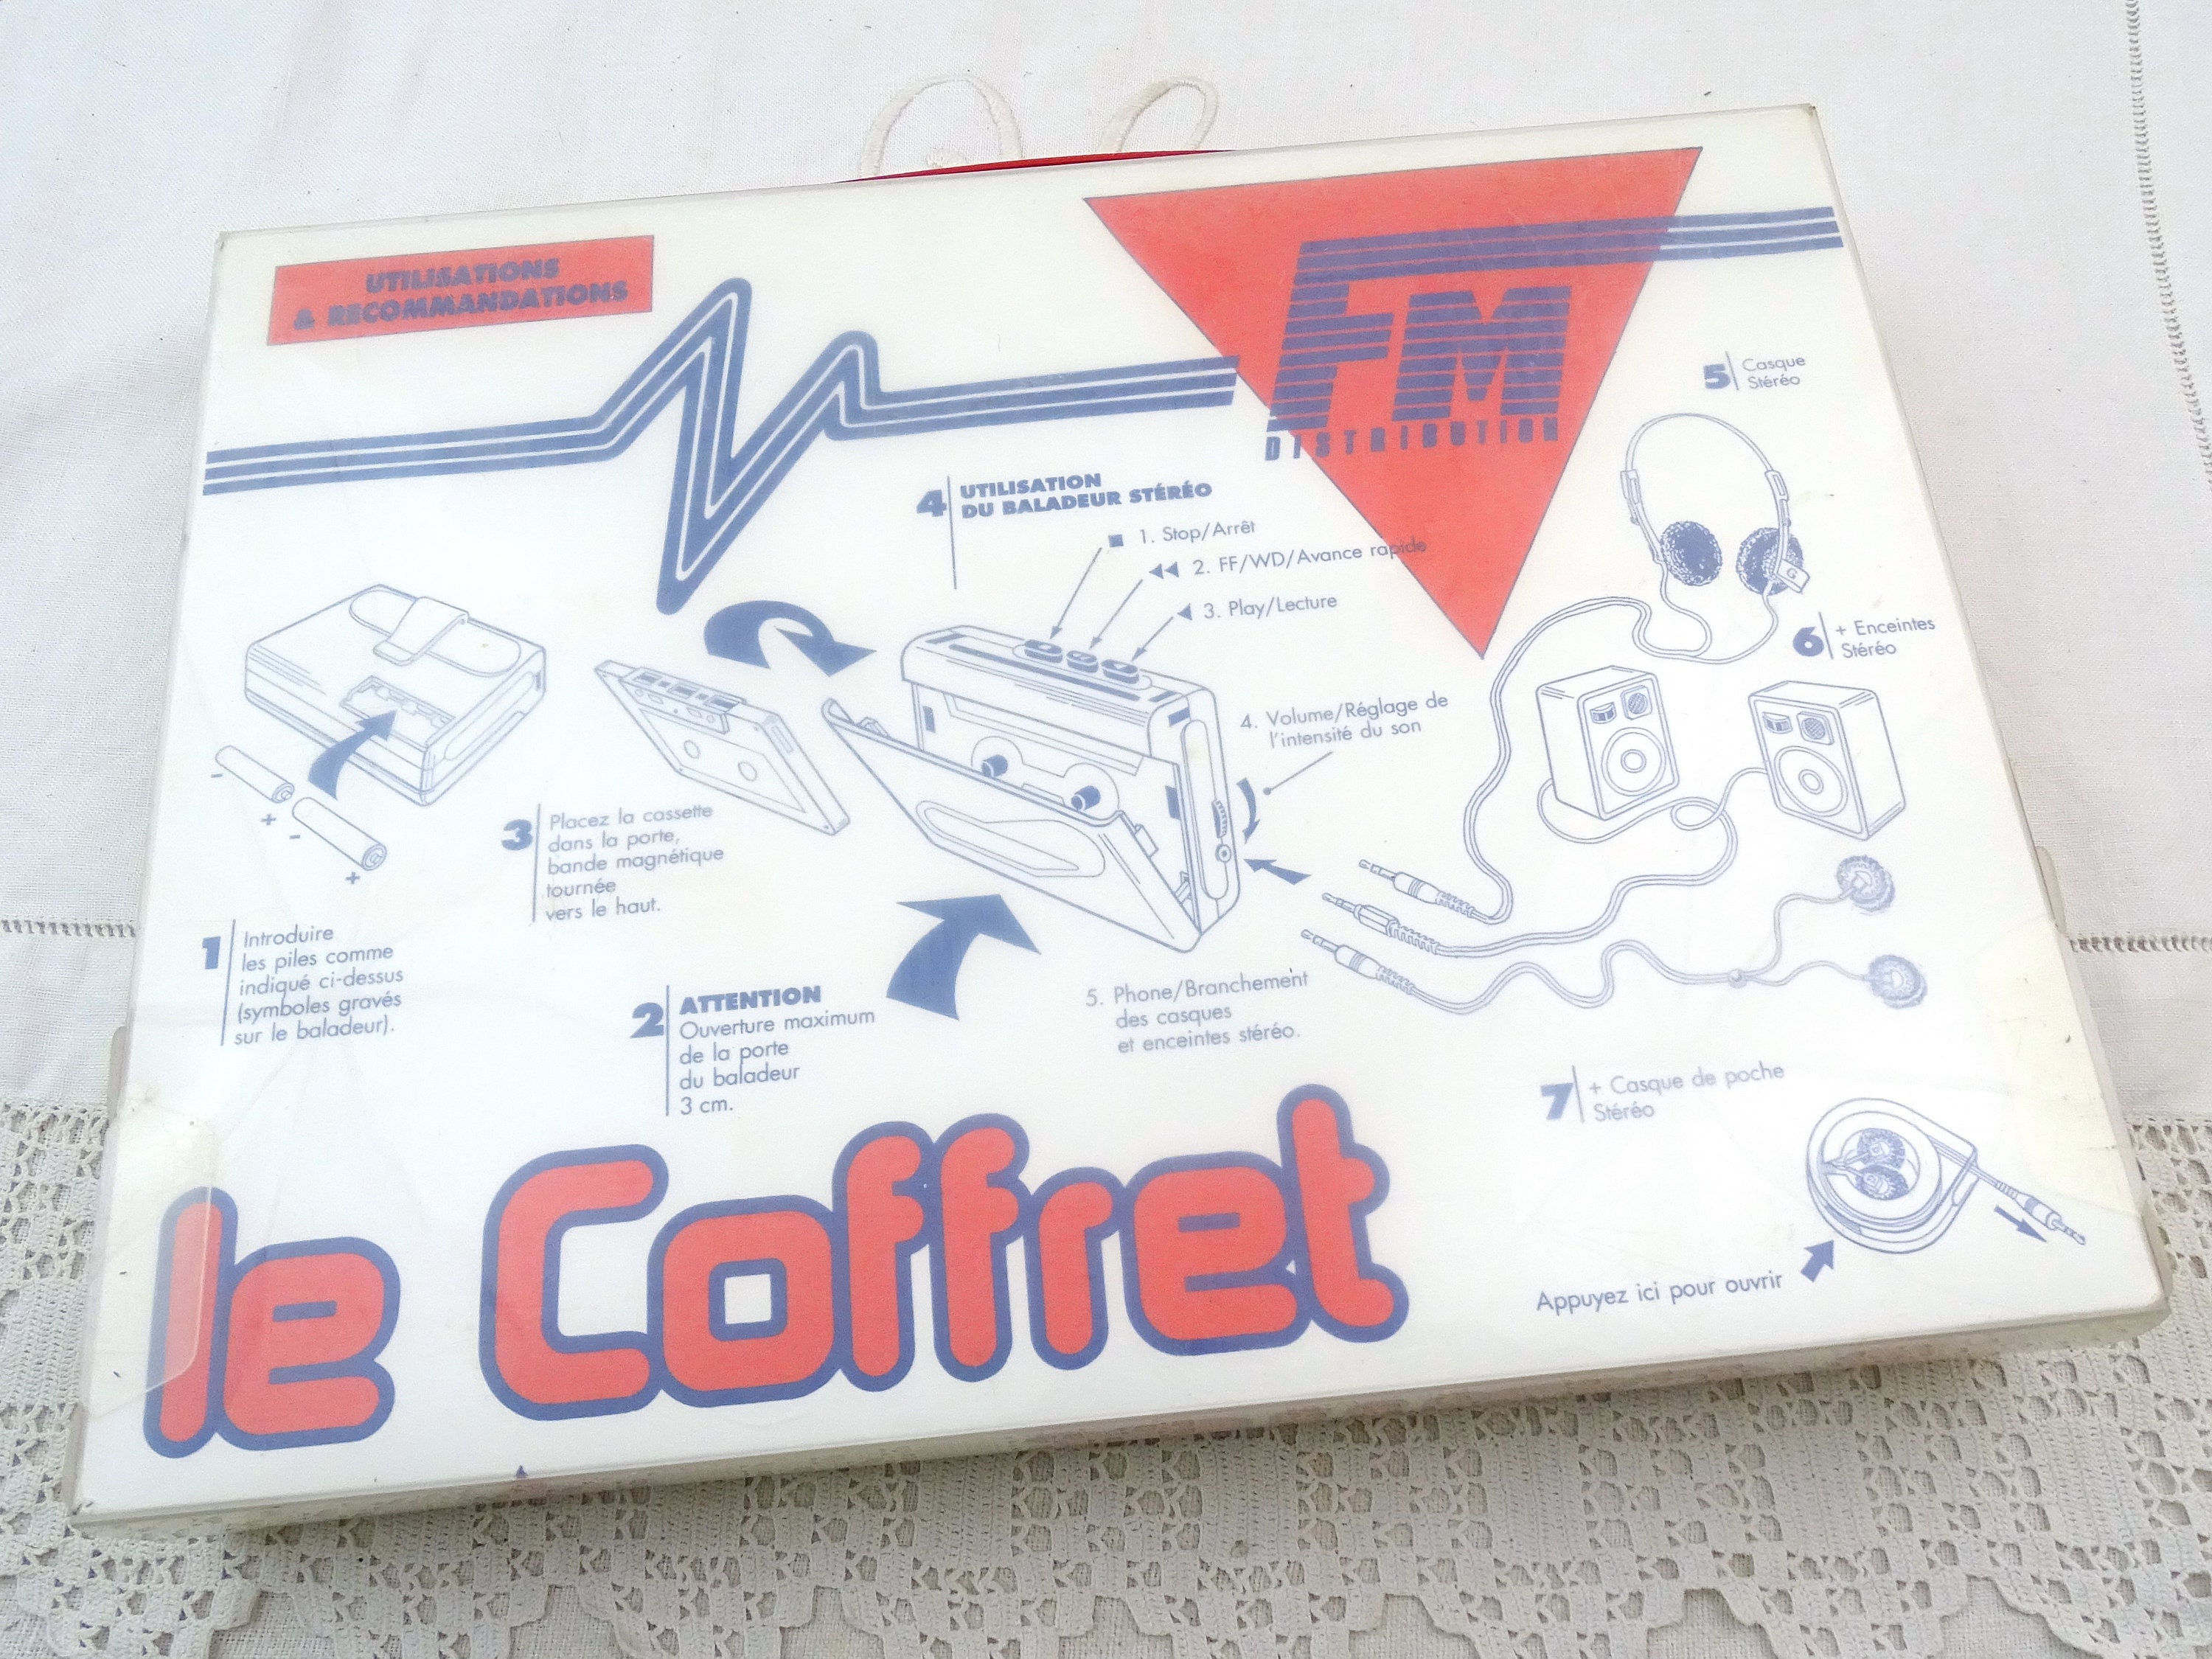 UTILISATIONS
& RECOMMANDATIONS
FM
DISTRIBUTION
5 Casque
Stéréo
4 UTILISATION
DU BALADEUR STÉRÉO
1. Stop/Arrêt
2. FF/WD/Avance rapide
3. Play/Lecture
6 + Enceintes
Stéréo
4. Volume/Réglage de
l'intensité du son
- 
+ -
+
3 Placez la cassette
dans la porte,
bande magnétique
tournée
vers le haut.
1 Introduire
les piles comme
indiqué ci-dessus
(symboles gravés
sur le baladeur).
2 ATTENTION
Ouverture maximum
de la porte
du baladeur
3 cm.
5. Phone/Branchement
des casques
et enceintes stéréo.
7 + Casque de poche
Stéréo
Appuyez ici pour ouvrir
le Coffret